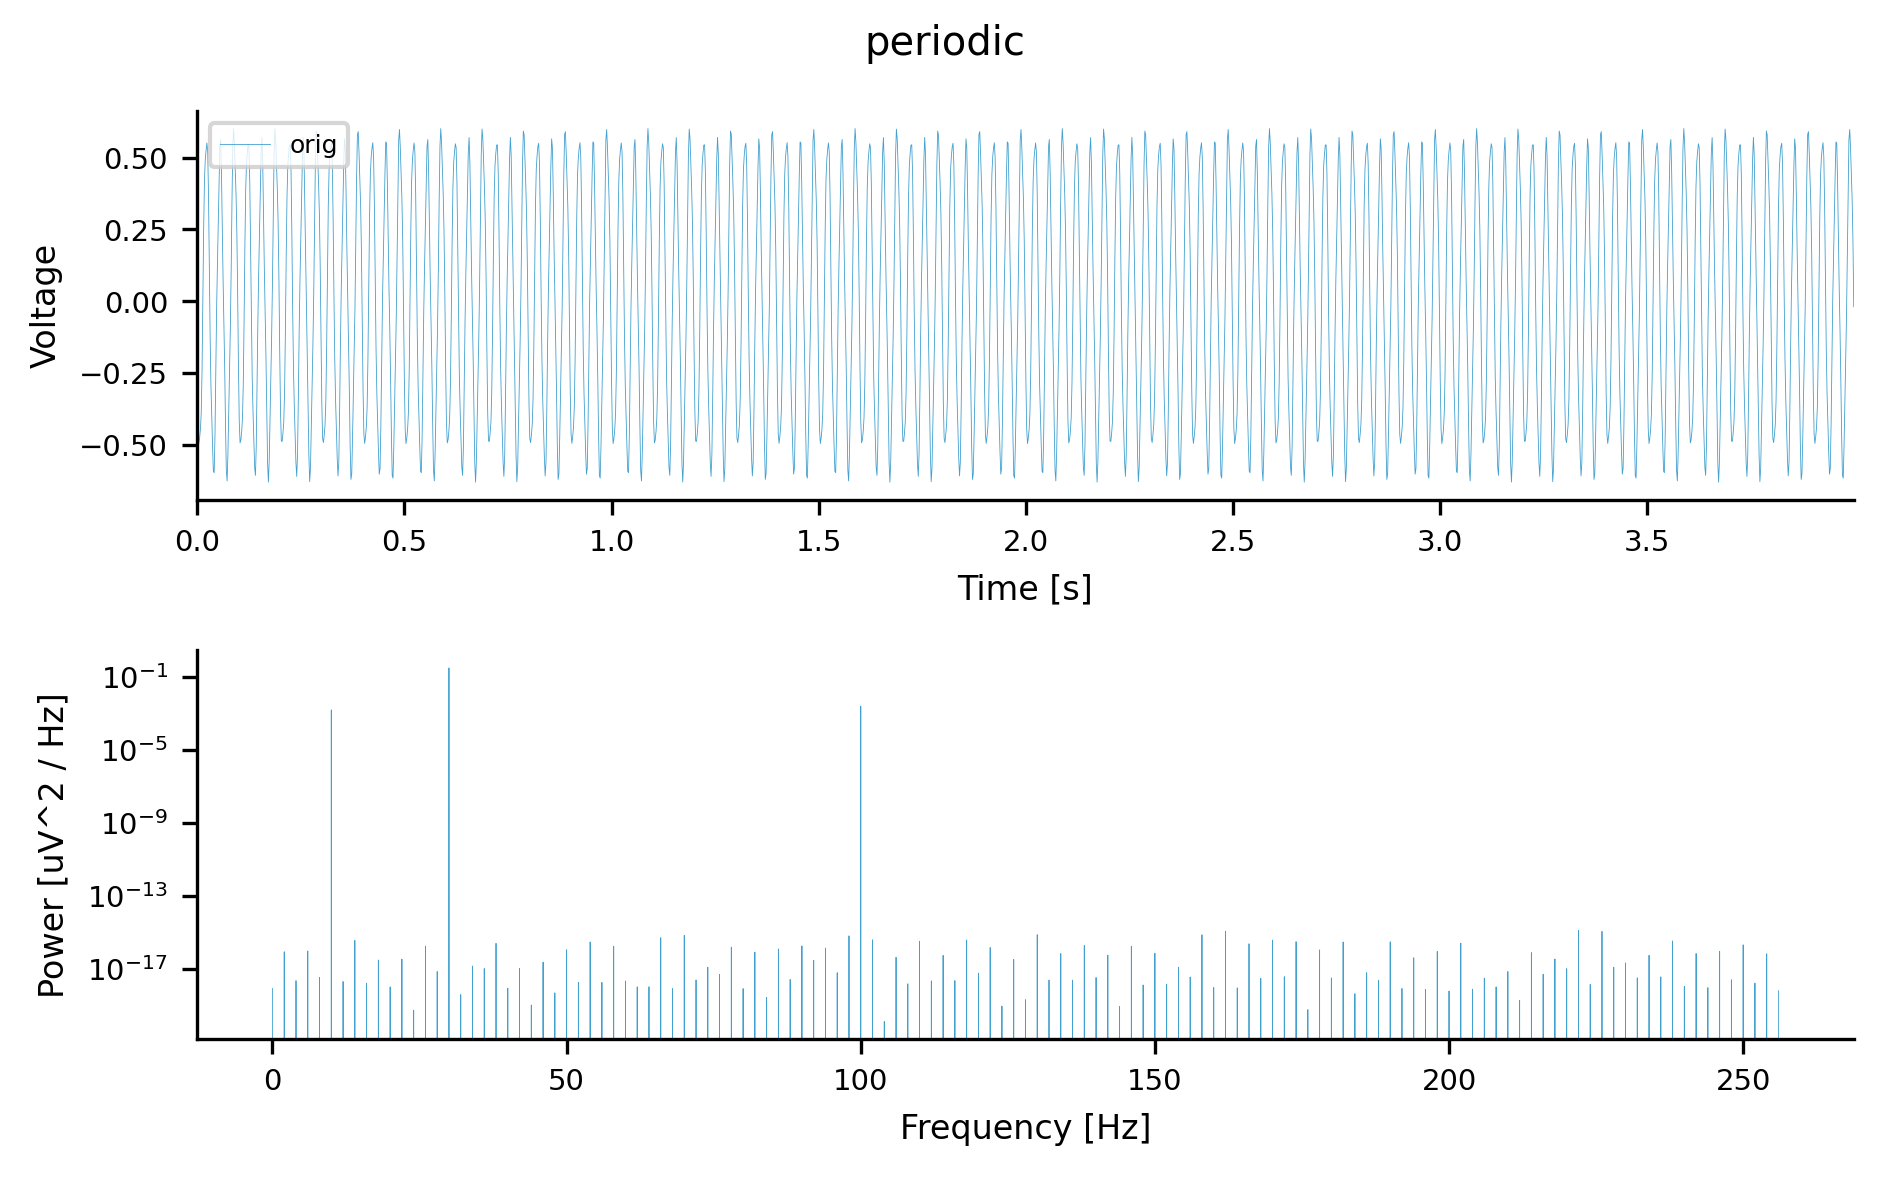 periodic
orig
0.50
0.25
0.00
−0.25
−0.50
Voltage
0.0 0.5 1.0 1.5 2.0 2.5 3.0 3.5
Time [s]
10⁻¹
10⁻⁵
10⁻⁹
10⁻¹³
10⁻¹⁷
Power [uV^2 / Hz]
0 50 100 150 200 250
Frequency [Hz]